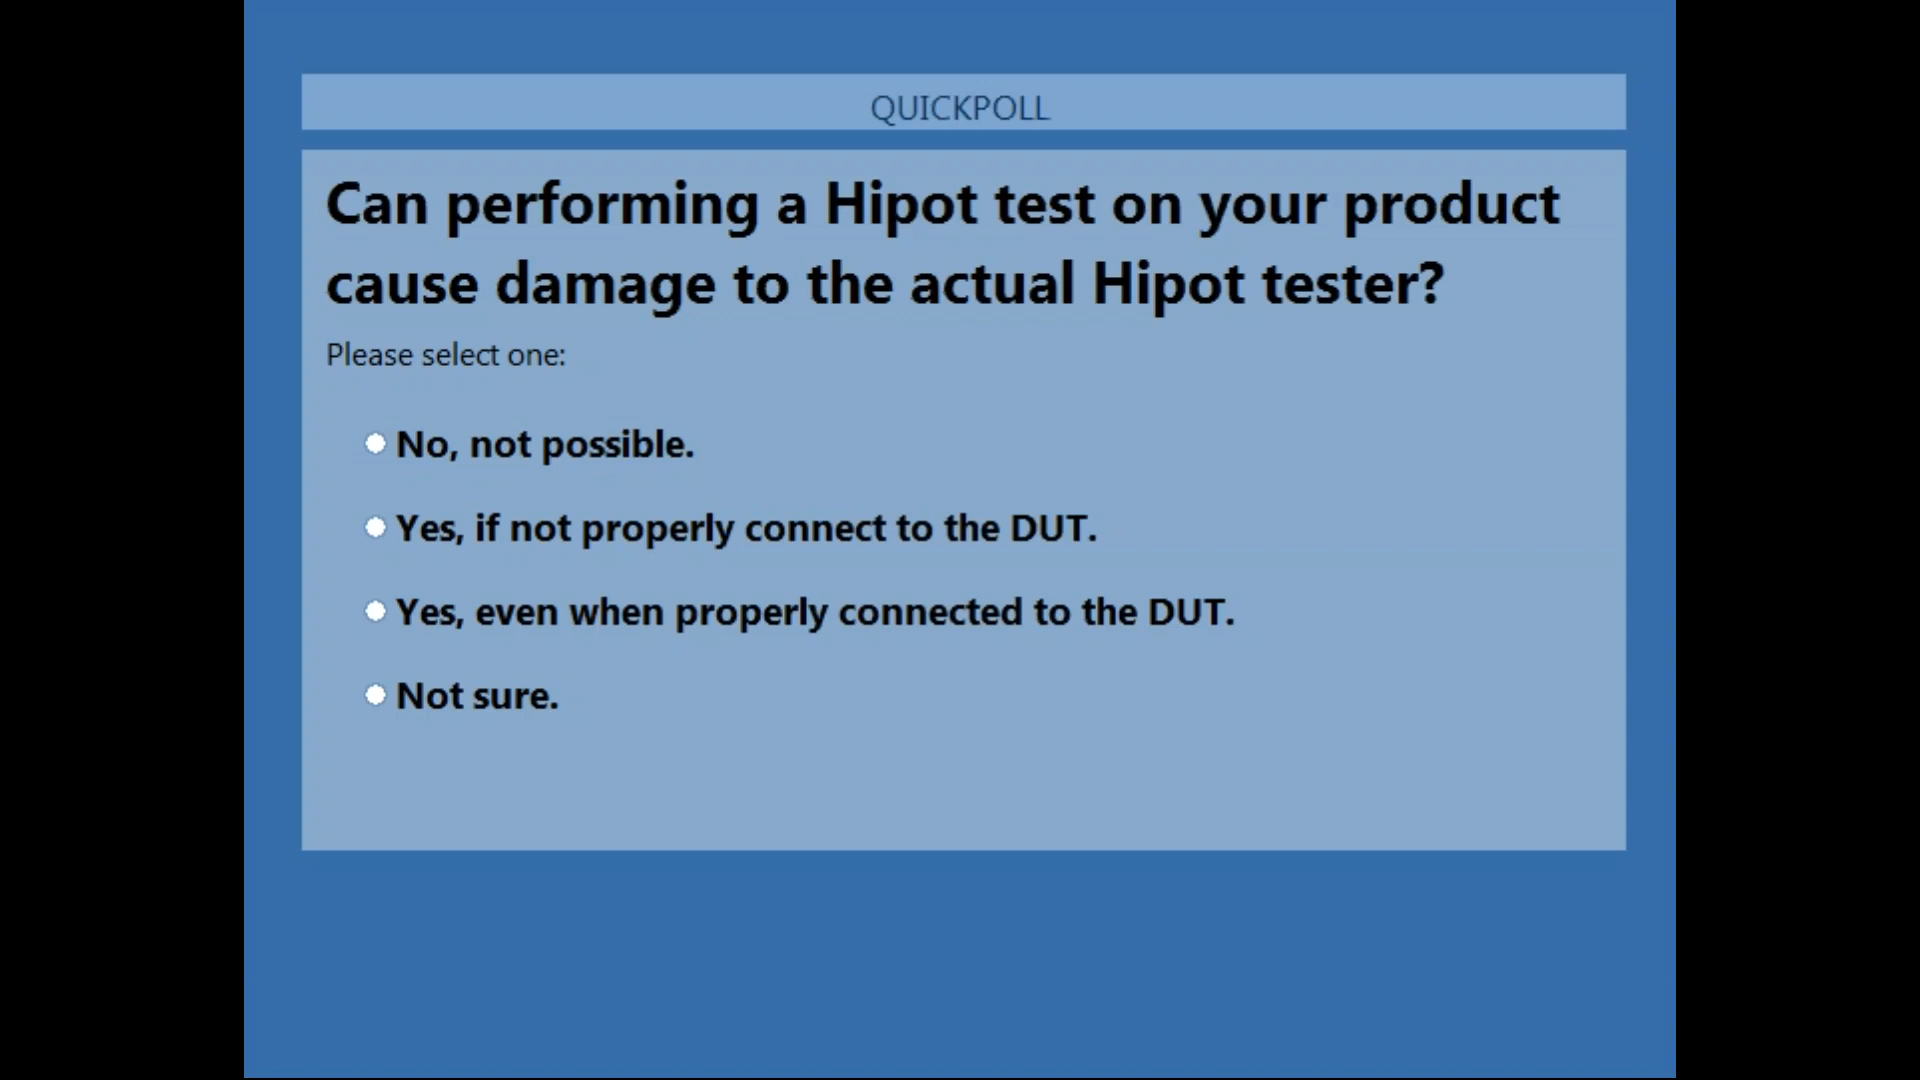 QUICKPOLL
Can performing a Hipot test on your product
cause damage to the actual Hipot tester?
Please select one:
No, not possible.
Yes, if not properly connect to the DUT.
Yes, even when properly connected to the DUT.
Not sure.